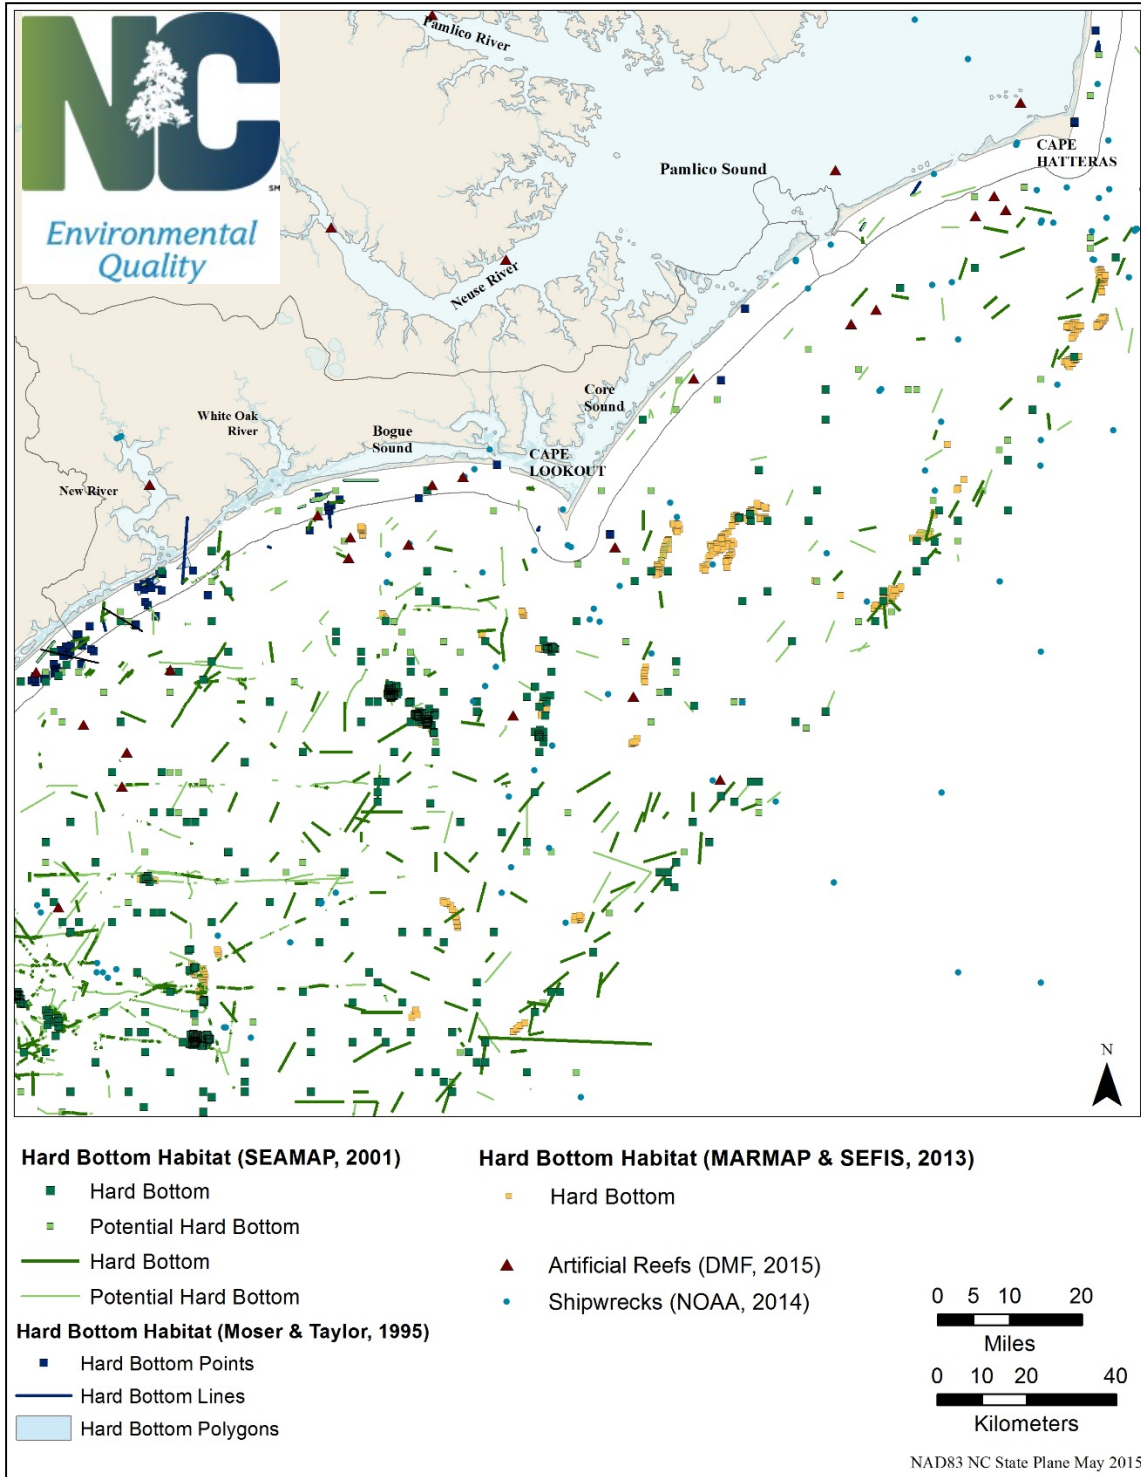 NC
SM
Environmental
Quality
Pamlico River
Pamlico Sound
CAPE
HATTERAS
Neuse River
Core
Sound
White Oak
River
Bogue
Sound
CAPE
LOOKOUT
New River
N
Hard Bottom Habitat (SEAMAP, 2001)
Hard Bottom
Potential Hard Bottom
Hard Bottom
Potential Hard Bottom
Hard Bottom Habitat (Moser & Taylor, 1995)
Hard Bottom Points
Hard Bottom Lines
Hard Bottom Polygons
Hard Bottom Habitat (MARMAP & SEFIS, 2013)
Hard Bottom
Artificial Reefs (DMF, 2015)
Shipwrecks (NOAA, 2014)
0 5 10 20
Miles
0 10 20 40
Kilometers
NAD83 NC State Plane May 2015